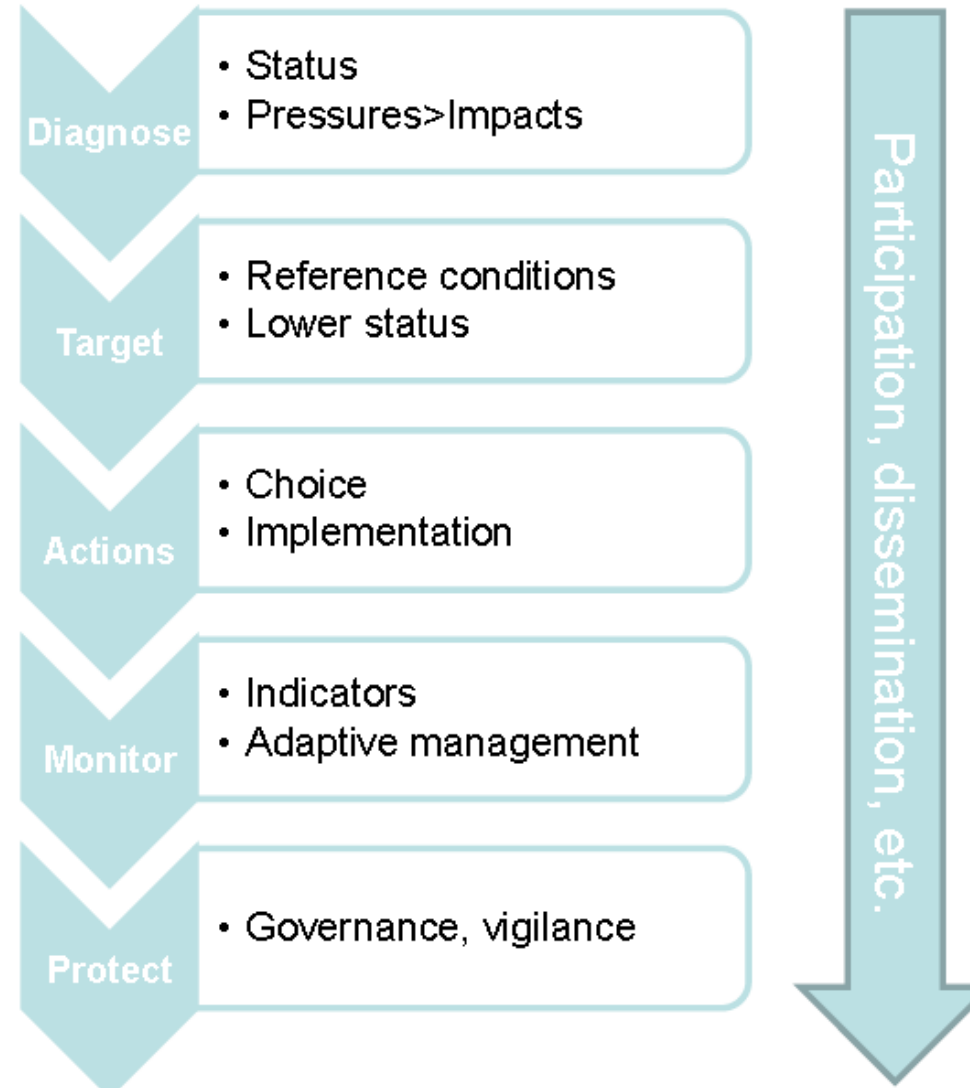 Diagnose
• Status
• Pressures>Impacts
Target
• Reference conditions
• Lower status
Actions
• Choice
• Implementation
Monitor
• Indicators
• Adaptive management
Protect
• Governance, vigilance
Participation, dissemination, etc.